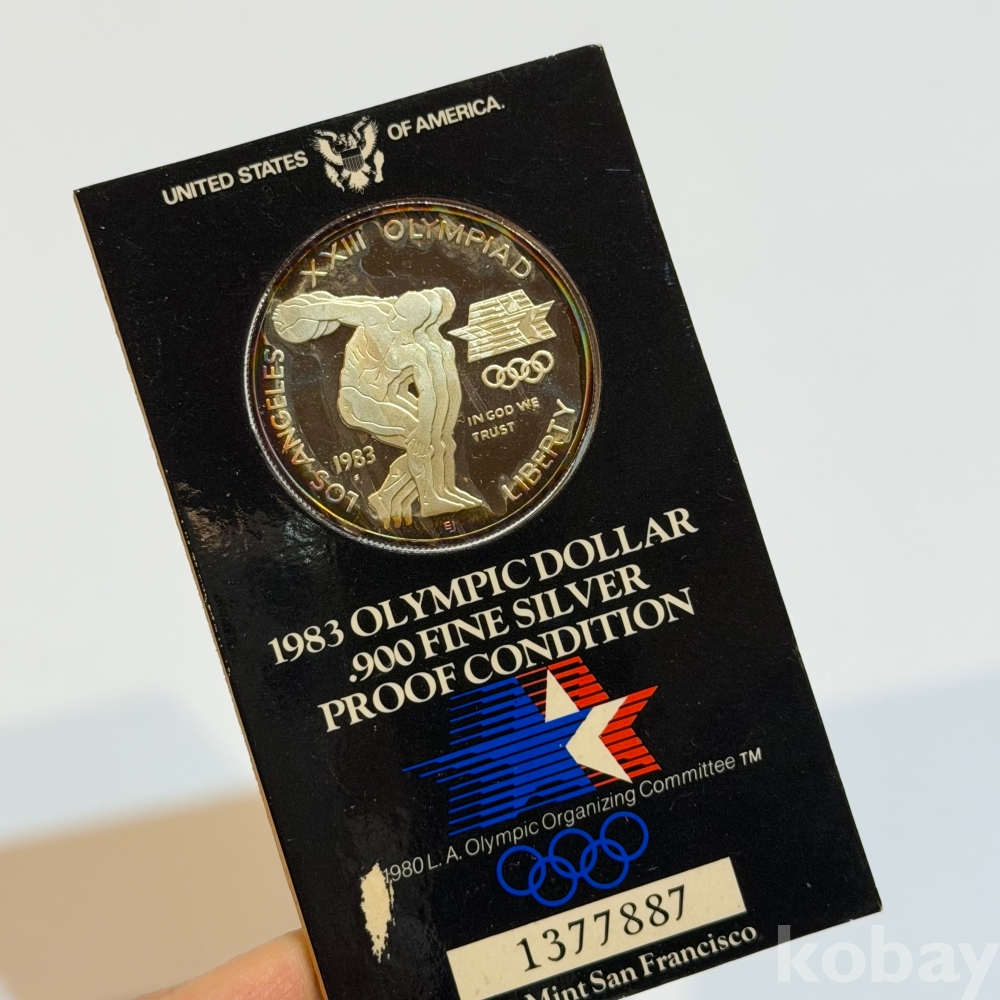 UNITED STATES OF AMERICA.
XXIII OLYMPIAD
LOS ANGELES
IN GOD WE
TRUST
LIBERTY
1983
S
EJ
1983 OLYMPIC DOLLAR
.900 FINE SILVER
PROOF CONDITION
1980 L. A. Olympic Organizing Committee TM
1377887
Mint San Francisco
kobay